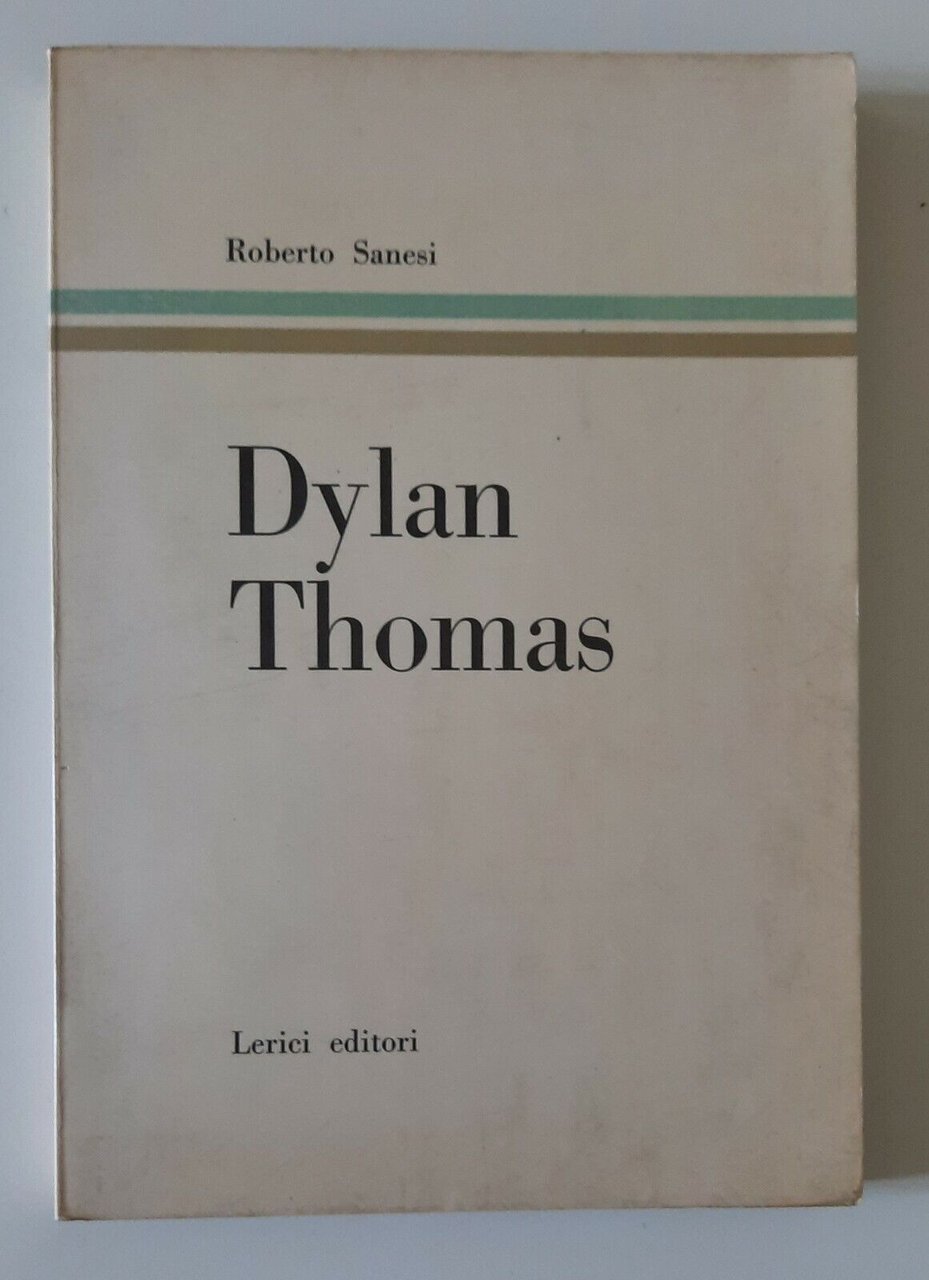 Roberto Sanesi
Dylan
Thomas
Lerici editori